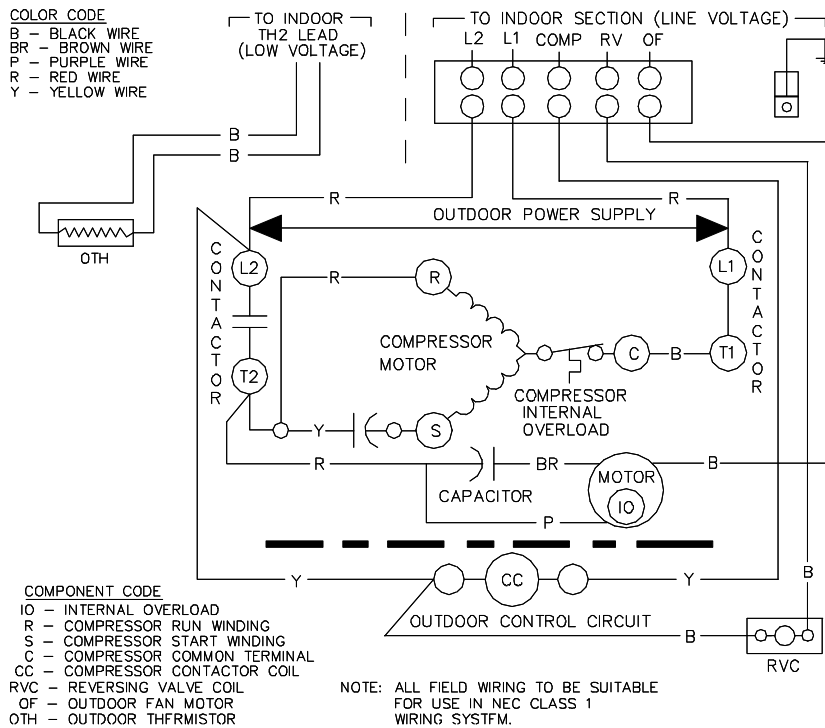 COLOR CODE
B – BLACK WIRE
BR – BROWN WIRE
P – PURPLE WIRE
R – RED WIRE
Y – YELLOW WIRE
TO INDOOR
TH2 LEAD
(LOW VOLTAGE)
TO INDOOR SECTION (LINE VOLTAGE)
L2 L1 COMP RV OF
B
B
OTH
R
R
OUTDOOR POWER SUPPLY
CONTACTOR
L2
T2
R
R
COMPRESSOR
MOTOR
L1
CONTACTOR
C
B
T1
COMPRESSOR
INTERNAL
OVERLOAD
Y
S
R
CAPACITOR
BR
MOTOR
IO
B
P
Y
CC
Y
B
OUTDOOR CONTROL CIRCUIT
B
RVC
COMPONENT CODE
IO – INTERNAL OVERLOAD
R – COMPRESSOR RUN WINDING
S – COMPRESSOR START WINDING
C – COMPRESSOR COMMON TERMINAL
CC – COMPRESSOR CONTACTOR COIL
RVC – REVERSING VALVE COIL
OF – OUTDOOR FAN MOTOR
OTH – OUTDOOR THERMISTOR
NOTE: ALL FIELD WIRING TO BE SUITABLE
FOR USE IN NEC CLASS 1
WIRING SYSTEM.